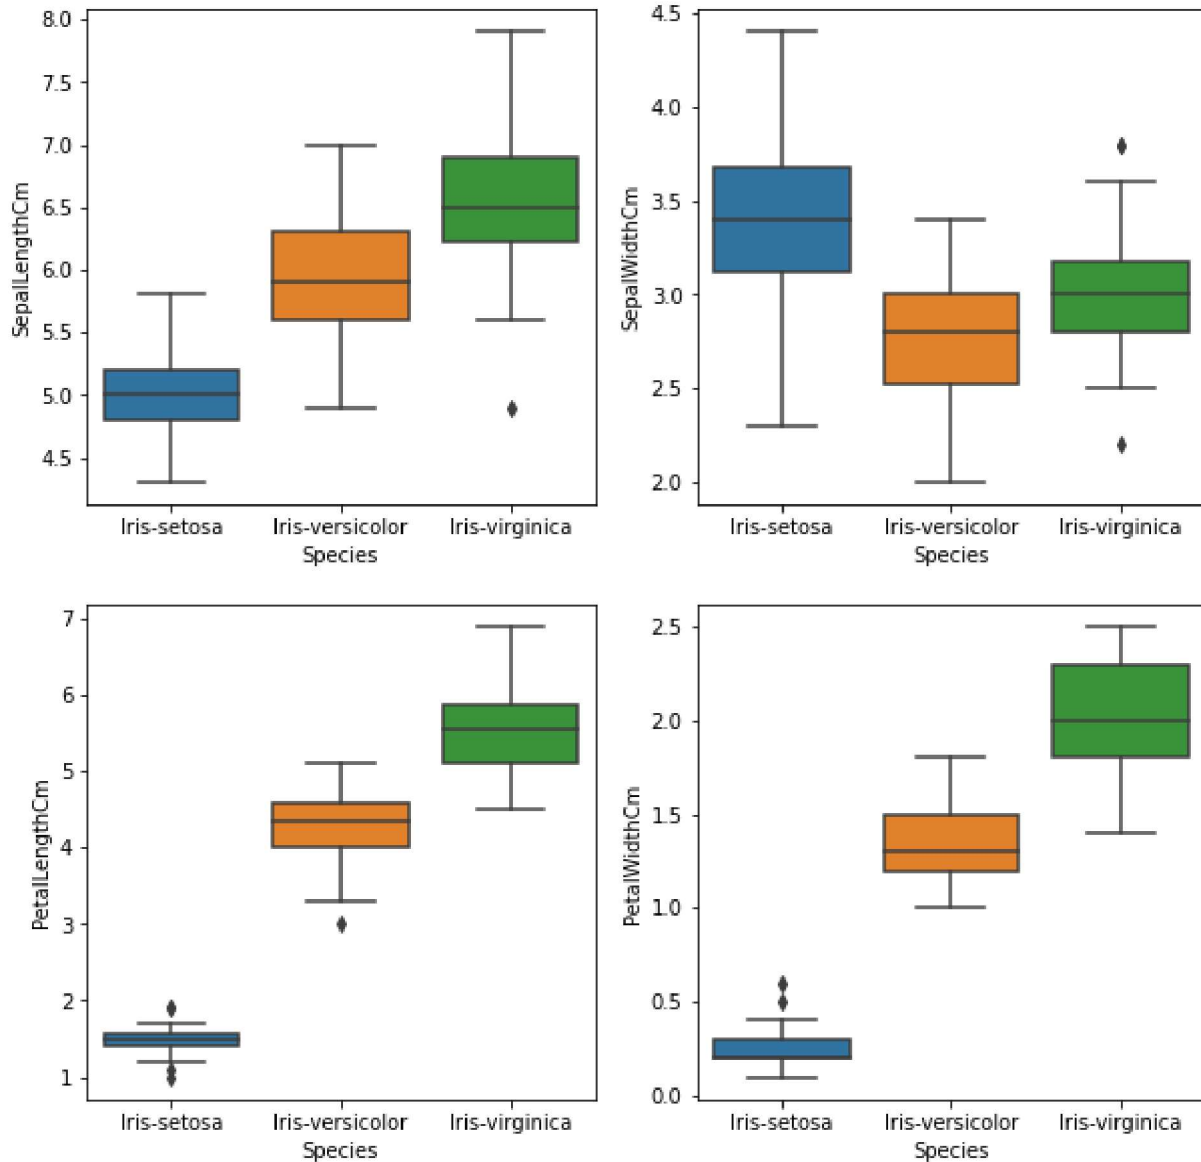 SepalLengthCm
8.0
7.5
7.0
6.5
6.0
5.5
5.0
4.5
Iris-setosa Iris-versicolor Iris-virginica
Species
SepalWidthCm
4.5
4.0
3.5
3.0
2.5
2.0
Iris-setosa Iris-versicolor Iris-virginica
Species
PetalLengthCm
7
6
5
4
3
2
1
Iris-setosa Iris-versicolor Iris-virginica
Species
PetalWidthCm
2.5
2.0
1.5
1.0
0.5
0.0
Iris-setosa Iris-versicolor Iris-virginica
Species